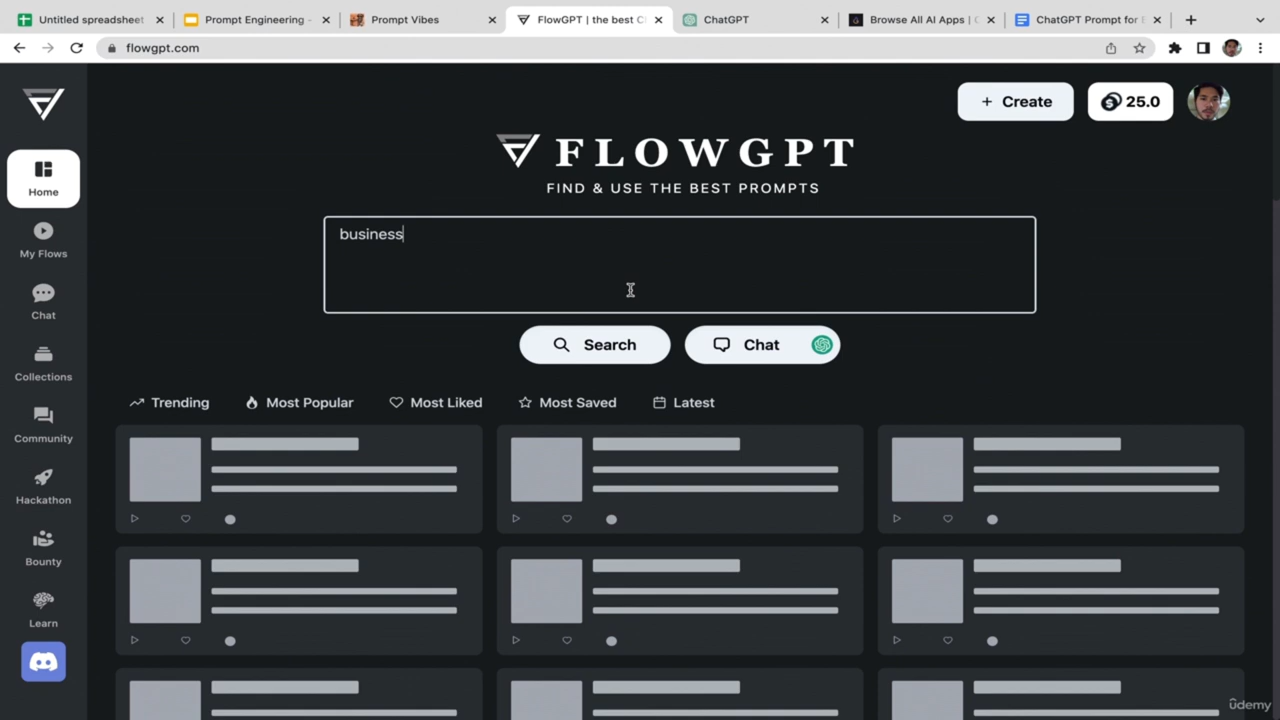 Untitled spreadsheet
Prompt Engineering -
Prompt Vibes
FlowGPT | the best C
ChatGPT
Browse All AI Apps |
ChatGPT Prompt for
flowgpt.com
+ Create
25.0
FLOWGPT
FIND & USE THE BEST PROMPTS
business
Search
Chat
Trending
Most Popular
Most Liked
Most Saved
Latest
Home
My Flows
Chat
Collections
Community
Hackathon
Bounty
Learn
ûdemy